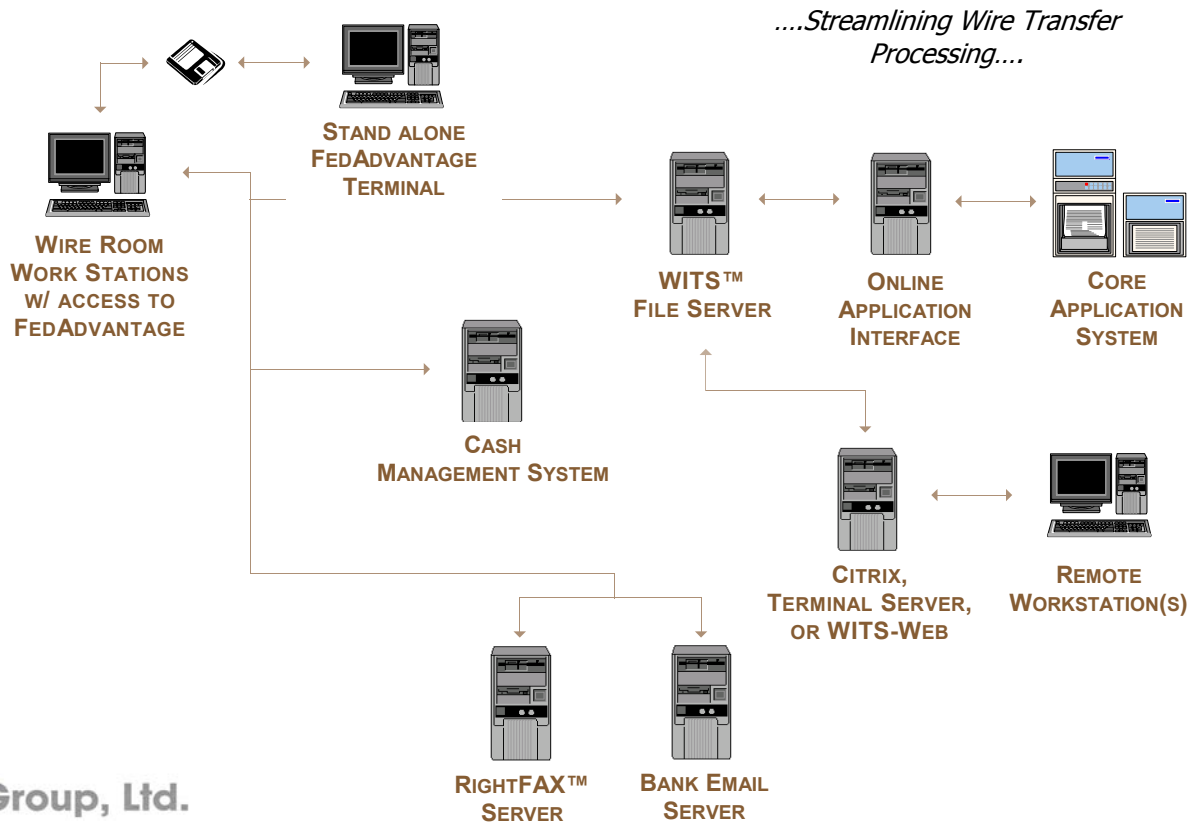 ....Streamlining Wire Transfer
Processing....
STAND ALONE
FEDADVANTAGE
TERMINAL
WIRE ROOM
WORK STATIONS
W/ ACCESS TO
FEDADVANTAGE
WITS™
FILE SERVER
ONLINE
APPLICATION
INTERFACE
CORE
APPLICATION
SYSTEM
CASH
MANAGEMENT SYSTEM
CITRIX,
TERMINAL SERVER,
OR WITS-WEB
REMOTE
WORKSTATION(S)
RIGHTFAX™
SERVER
BANK EMAIL
SERVER
Group, Ltd.